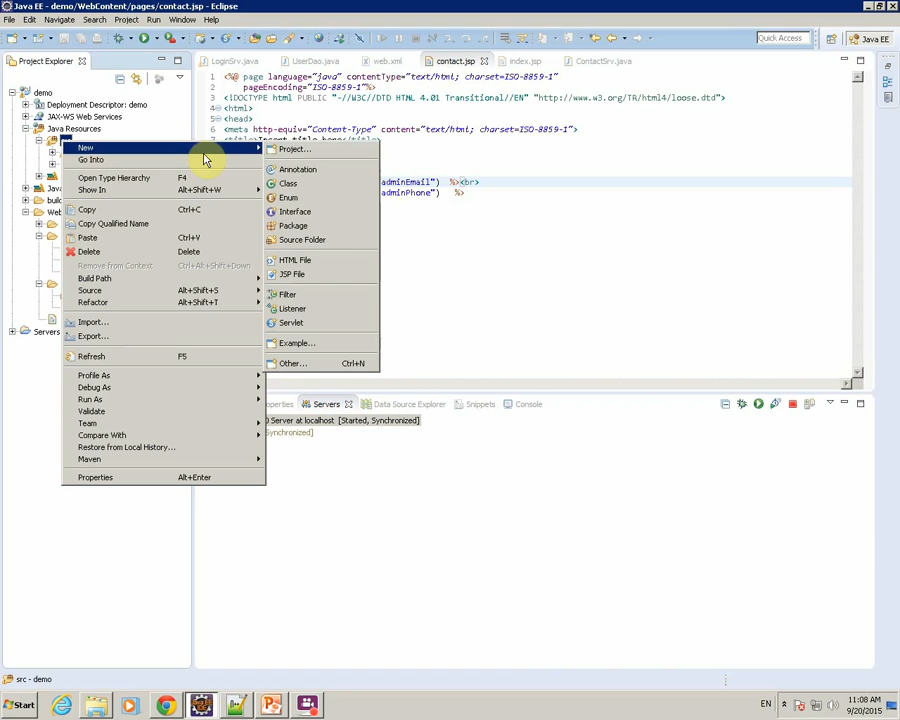 Java EE - demo/WebContent/pages/contact.jsp - Eclipse
File Edit Navigate Search Project Run Window Help
Quick Access
Java EE
Project Explorer
LoginSrv.java
UserDao.java
web.xml
contact.jsp
index.jsp
ContactSrv.java
1 <%@ page language="java" contentType="text/html; charset=ISO-8859-1"
2 pageEncoding="ISO-8859-1"%>
3 <!DOCTYPE html PUBLIC "-//W3C//DTD HTML 4.01 Transitional//EN" "http://www.w3.org/TR/html4/loose.dtd">
4 <html>
5 <head>
6 <meta http-equiv="Content-Type" content="text/html; charset=ISO-8859-1">
7 <title>Insert title here</title>
adminEmail") %><br>
adminPhone") %>
demo
Deployment Descriptor: demo
JAX-WS Web Services
Java Resources
Servers
New
Go Into
Open Type Hierarchy F4
Show In Alt+Shift+W
Copy Ctrl+C
Copy Qualified Name
Paste Ctrl+V
Delete Delete
Remove from Context Ctrl+Alt+Shift+Down
Build Path
Source Alt+Shift+S
Refactor Alt+Shift+T
Import...
Export...
Refresh F5
Profile As
Debug As
Run As
Validate
Team
Compare With
Restore from Local History...
Maven
Properties Alt+Enter
Project...
Annotation
Class
Enum
Interface
Package
Source Folder
HTML File
JSP File
Filter
Listener
Servlet
Example...
Other... Ctrl+N
Servers
Data Source Explorer
Snippets
Console
Server at localhost [Started, Synchronized]
Synchronized]
src - demo
Start
EN
11:08 AM
9/20/2015